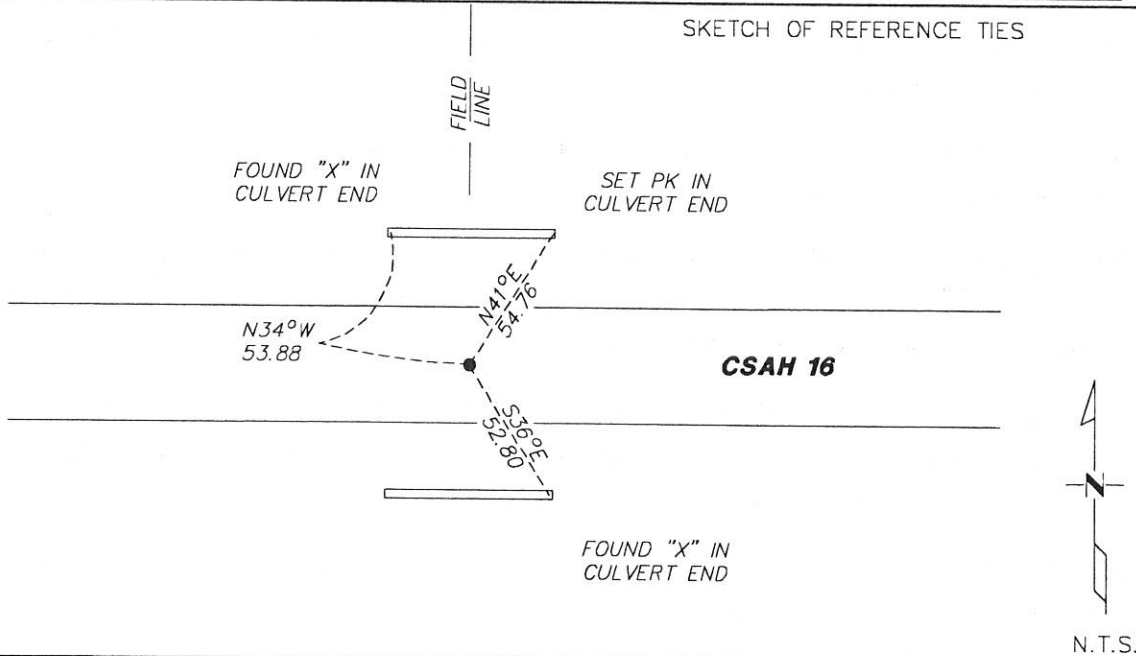 SKETCH OF REFERENCE TIES
FIELD
LINE
FOUND "X" IN
CULVERT END
SET PK IN
CULVERT END
N41°E
54.76
N34°W
53.88
CSAH 16
S36°E
52.80
N
FOUND "X" IN
CULVERT END
N.T.S.